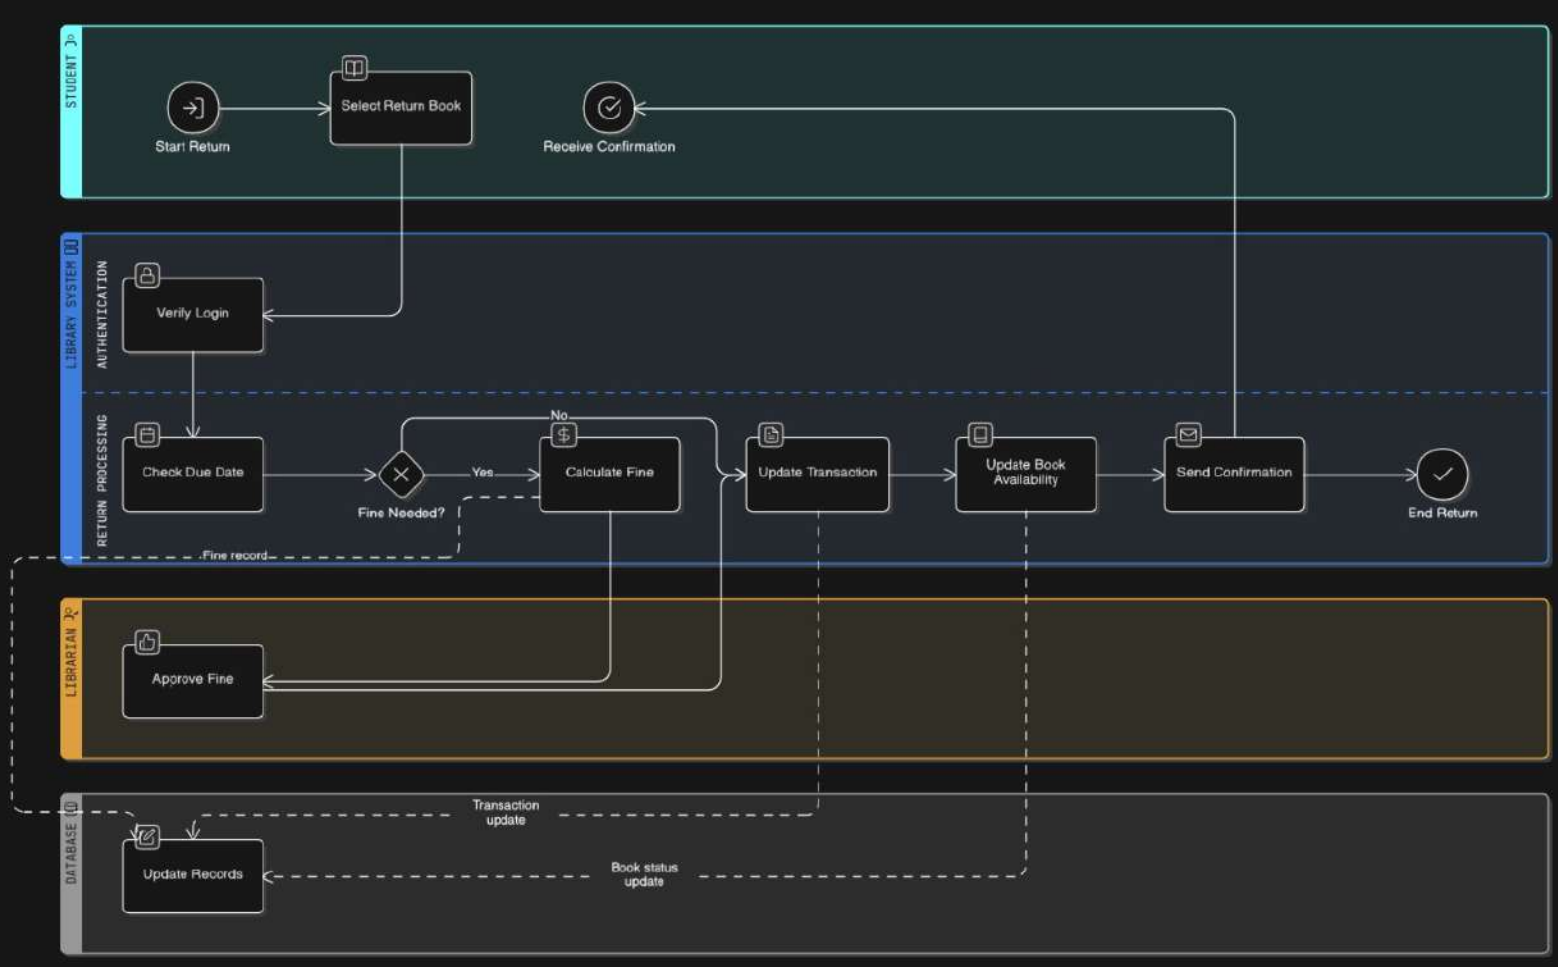 STUDENT
Start Return
Select Return Book
Receive Confirmation
LIBRARY SYSTEM
AUTHENTICATION
Verify Login
RETURN PROCESSING
Check Due Date
Fine Needed?
No
Yes
Calculate Fine
Update Transaction
Update Book
Availability
Send Confirmation
End Return
Fine record
LIBRARIAN
Approve Fine
DATABASE
Transaction
update
Update Records
Book status
update